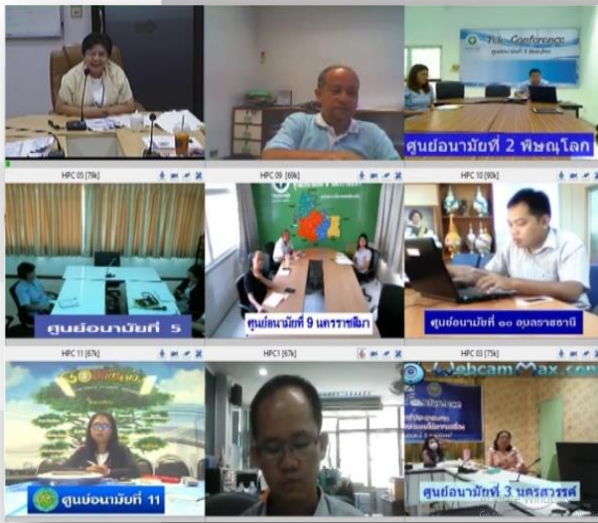 Tele Conference
ศูนย์อนามัยที่ 2 พิษณุโลก
HPC 05 [79k]
HPC 09 [69k]
HPC 10 [90k]
ศูนย์อนามัยที่ 5
ศูนย์อนามัยที่ 9 นครราชสีมา
ศูนย์อนามัยที่ ๑๐ อุบลราชธานี
HPC 11 [67k]
HPC1 [67k]
HPC 03 [75k]
WebcamMax.com
ศูนย์อนามัยที่ 11
ศูนย์อนามัยที่ 3 นครสวรรค์